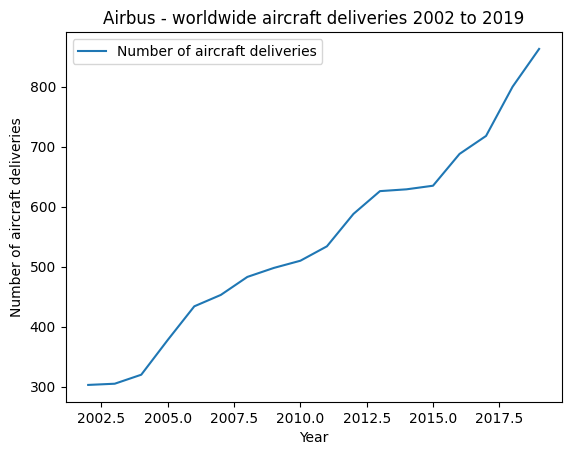 Airbus - worldwide aircraft deliveries 2002 to 2019
Number of aircraft deliveries
Number of aircraft deliveries
800
700
600
500
400
300
2002.5 2005.0 2007.5 2010.0 2012.5 2015.0 2017.5
Year